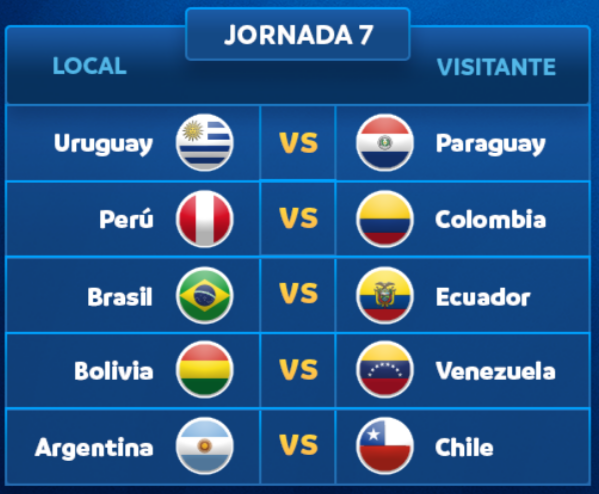 JORNADA 7
LOCAL VISITANTE
Uruguay VS Paraguay
Perú VS Colombia
Brasil VS Ecuador
Bolivia VS Venezuela
Argentina VS Chile